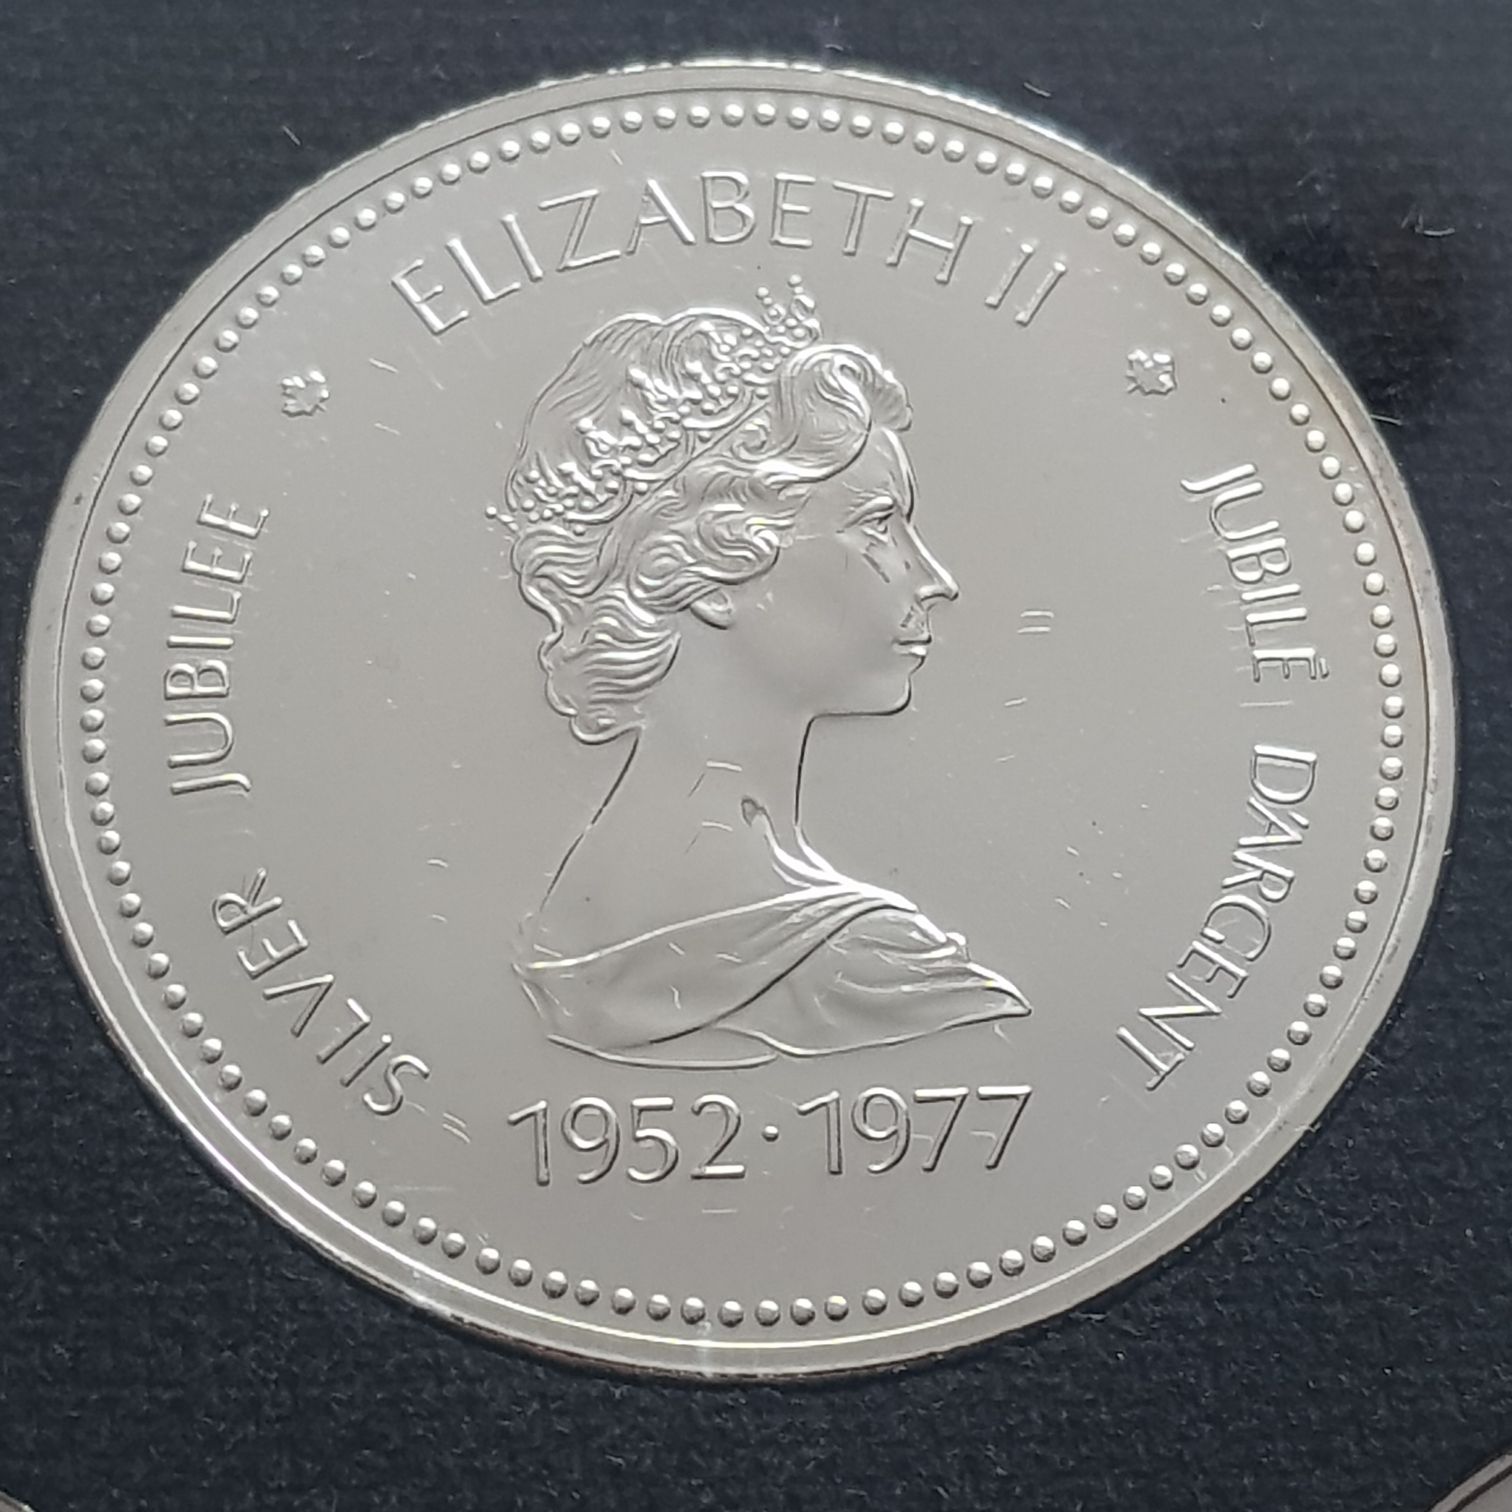 ELIZABETH II
SILVER JUBILEE
JUBILÉ D'ARGENT
1952·1977